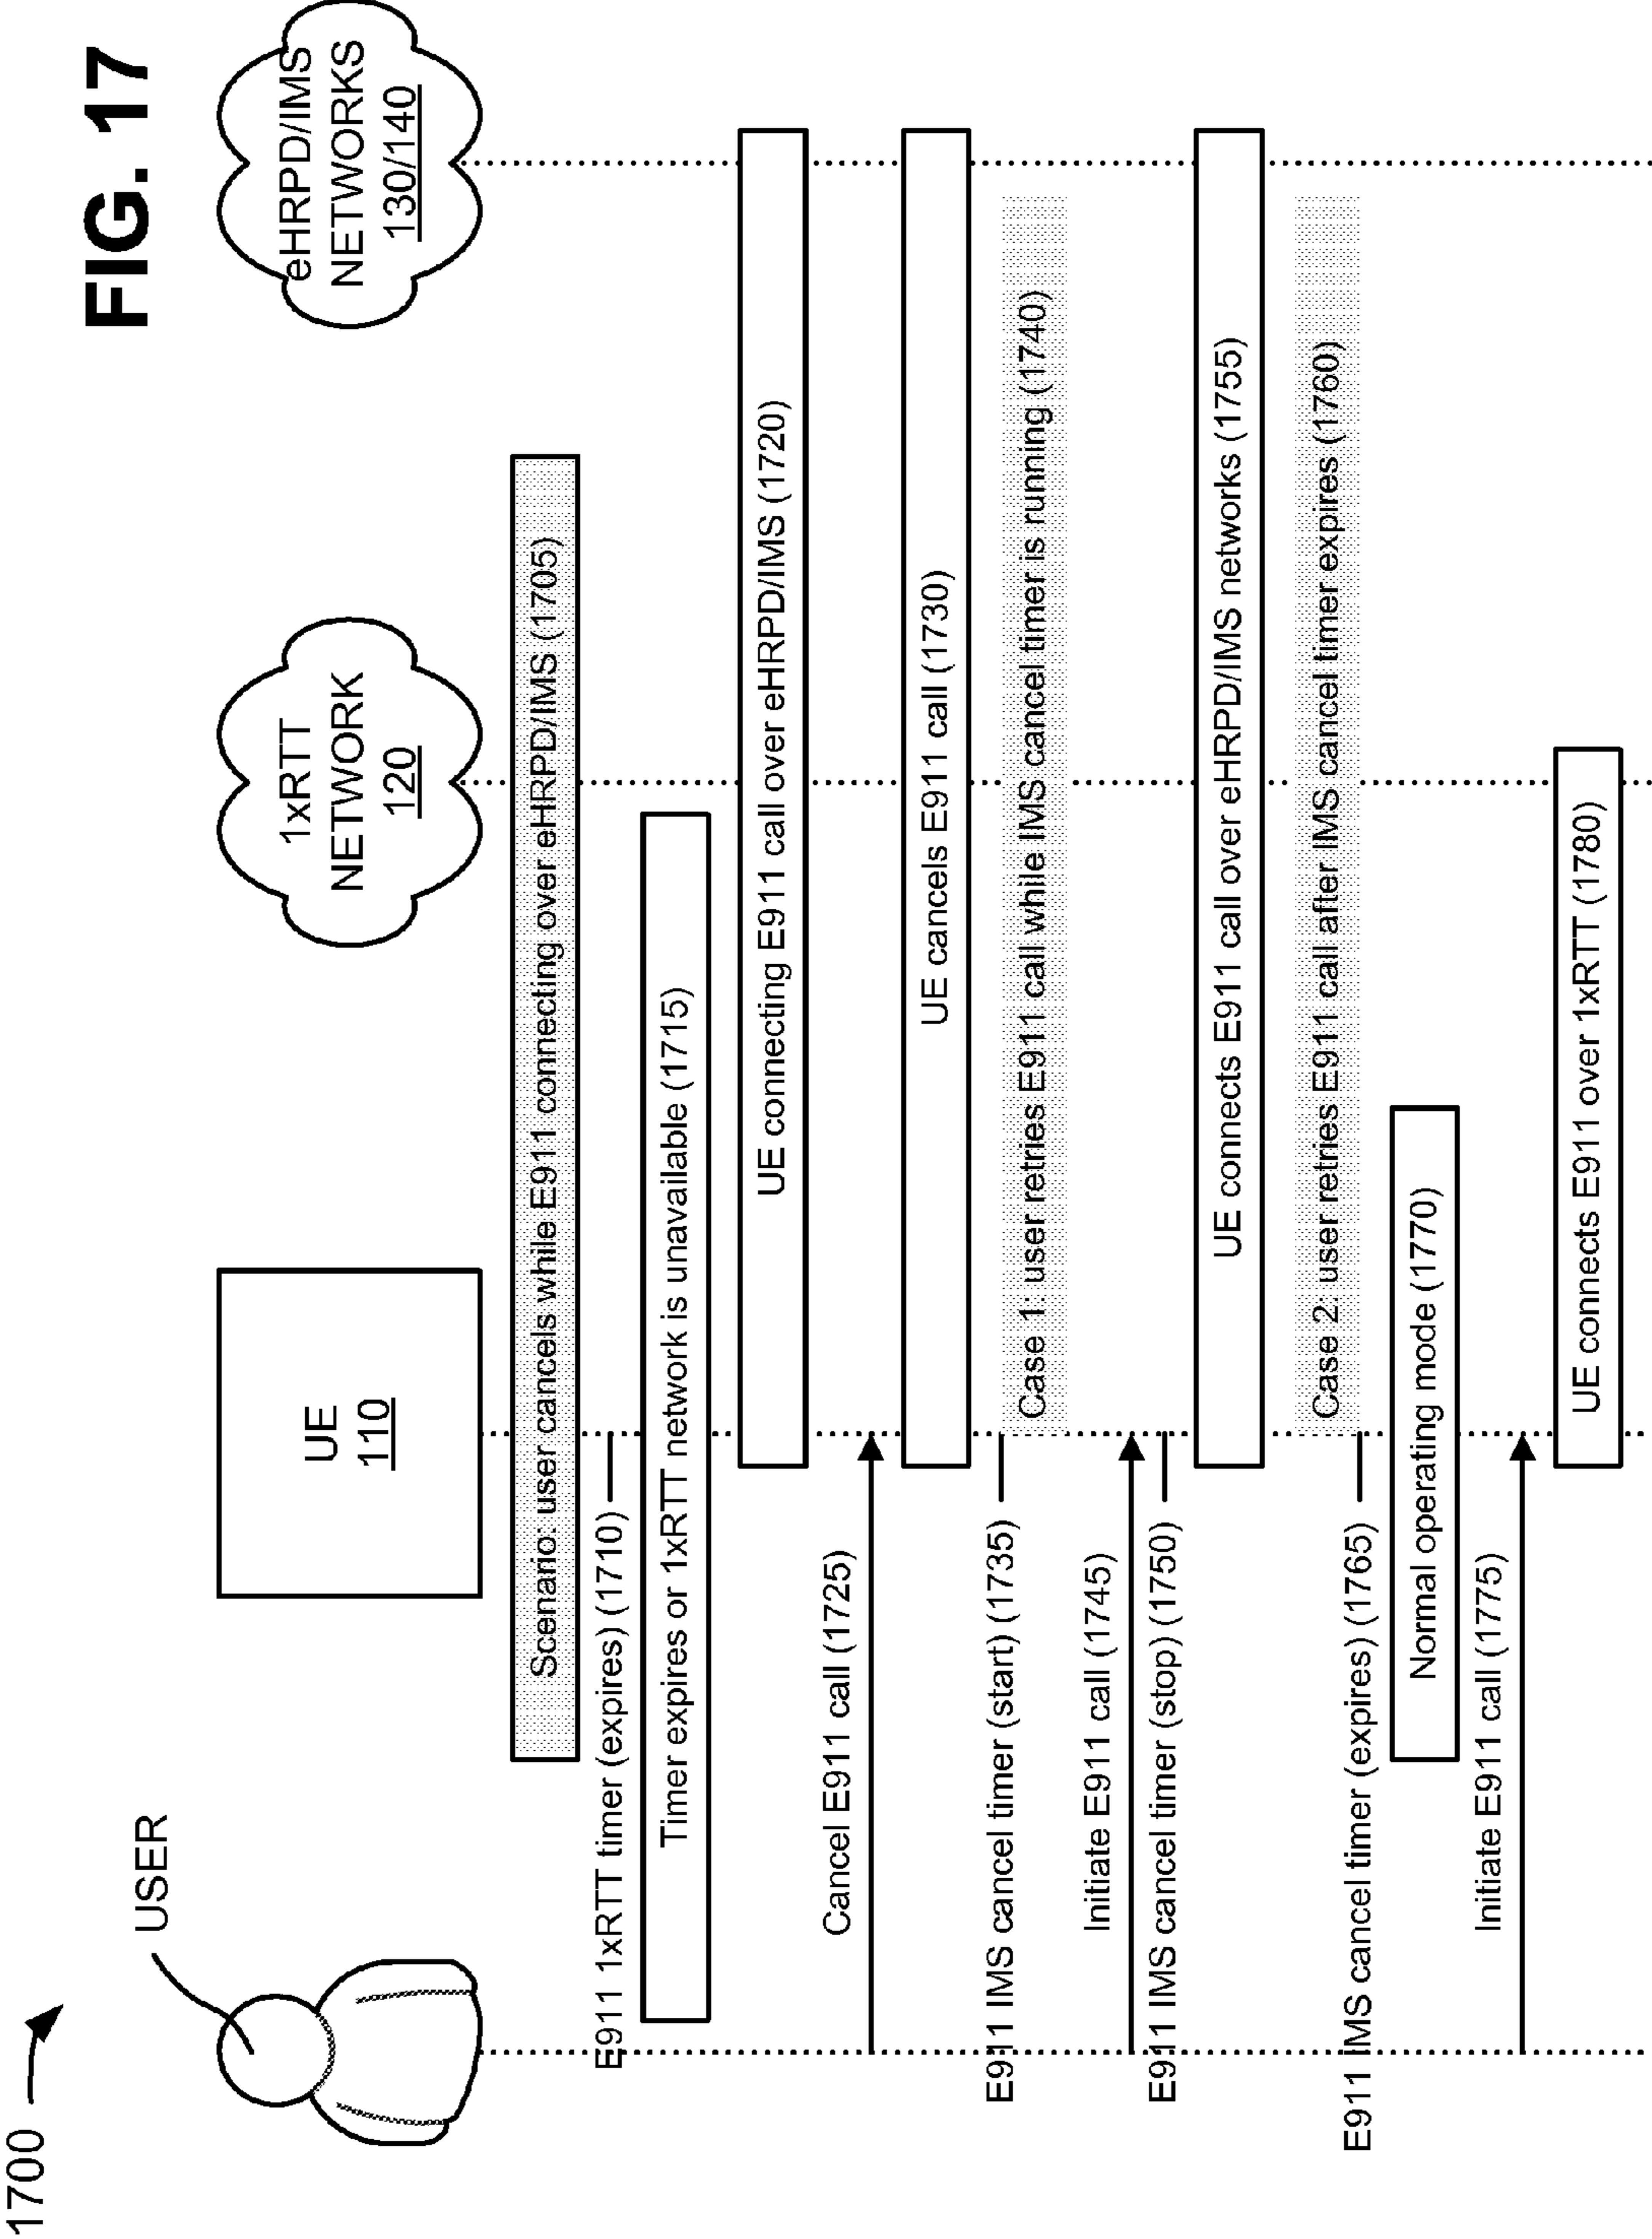 1700
FIG. 17
USER
UE
110
1xRTT
NETWORK
120
eHRPD/IMS
NETWORKS
130/140
Scenario: user cancels while E911 connecting over eHRPD/IMS (1705)
E911 1xRTT timer (expires) (1710)
Timer expires or 1xRTT network is unavailable (1715)
UE connecting E911 call over eHRPD/IMS (1720)
Cancel E911 call (1725)
UE cancels E911 call (1730)
E911 IMS cancel timer (start) (1735)
Case 1: user retries E911 call while IMS cancel timer is running (1740)
Initiate E911 call (1745)
E911 IMS cancel timer (stop) (1750)
UE connects E911 call over eHRPD/IMS networks (1755)
Case 2: user retries E911 call after IMS cancel timer expires (1760)
E911 IMS cancel timer (expires) (1765)
Normal operating mode (1770)
Initiate E911 call (1775)
UE connects E911 over 1xRTT (1780)